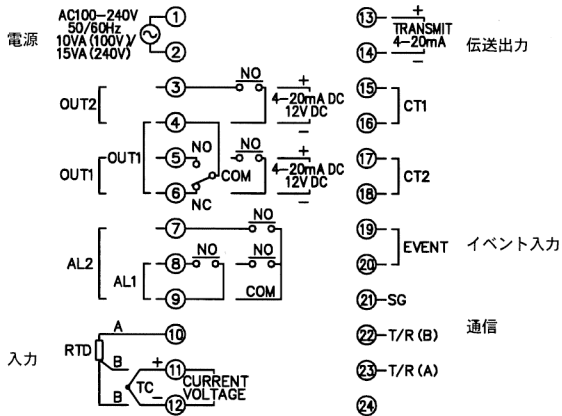 電源
AC100-240V
50/60Hz
10VA(100V)/
15VA(240V)
1
2
OUT2
3
NO
+
4-20mA DC
12V DC
-
4
OUT1
OUT1
5
NO
6
NC
COM
NO
+
4-20mA DC
12V DC
-
AL2
7
NO
AL1
8
NO
NO
9
COM
入力
RTD
A
10
B
B
TC
+
11
-
12
CURRENT
VOLTAGE
13
+
TRANSMIT
4-20mA
14
-
伝送出力
15
16
CT1
17
18
CT2
19
20
EVENT
イベント入力
21
SG
22
T/R(B)
通信
23
T/R(A)
24